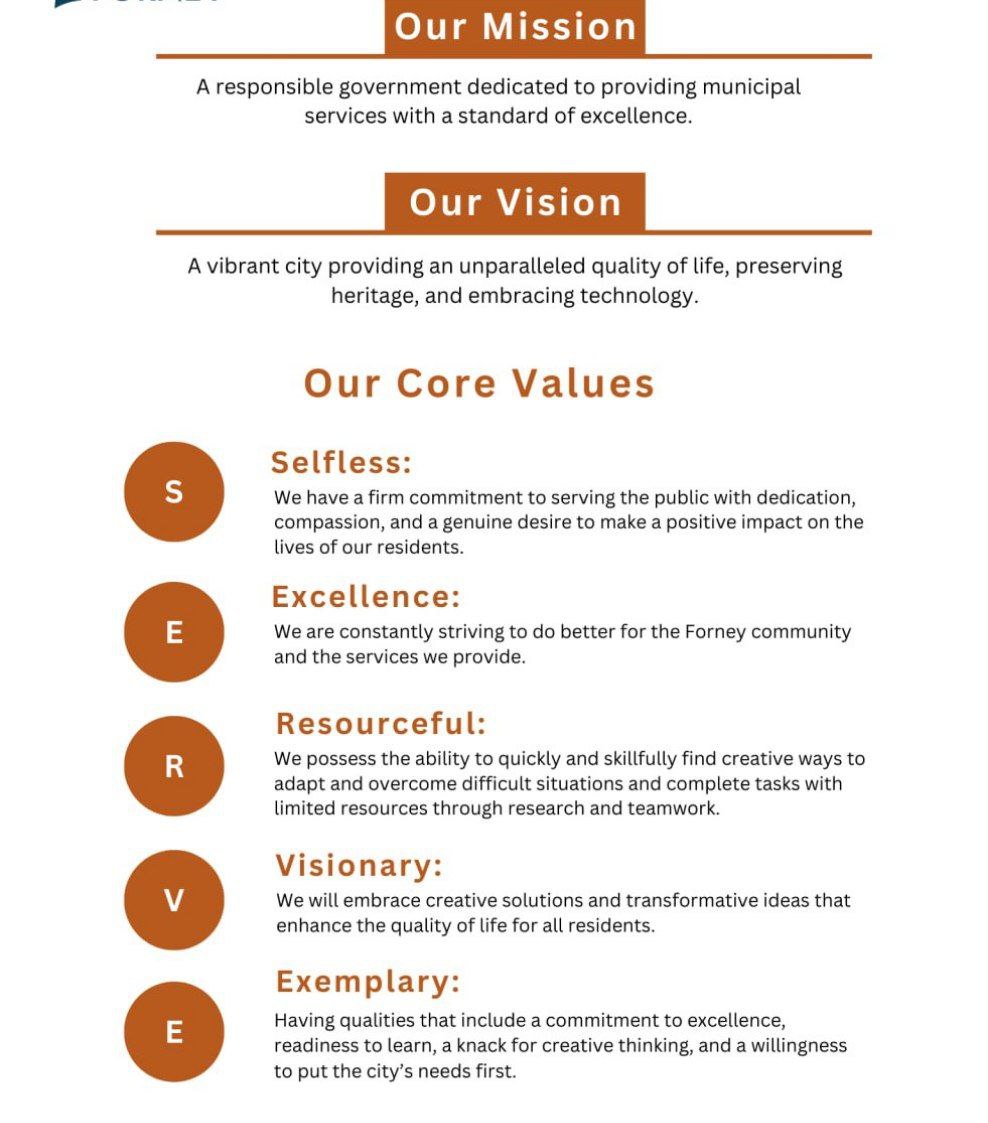 Our Mission
A responsible government dedicated to providing municipal
services with a standard of excellence.
Our Vision
A vibrant city providing an unparalleled quality of life, preserving
heritage, and embracing technology.
Our Core Values
S
Selfless:
We have a firm commitment to serving the public with dedication,
compassion, and a genuine desire to make a positive impact on the
lives of our residents.
E
Excellence:
We are constantly striving to do better for the Forney community
and the services we provide.
R
Resourceful:
We possess the ability to quickly and skillfully find creative ways to
adapt and overcome difficult situations and complete tasks with
limited resources through research and teamwork.
V
Visionary:
We will embrace creative solutions and transformative ideas that
enhance the quality of life for all residents.
E
Exemplary:
Having qualities that include a commitment to excellence,
readiness to learn, a knack for creative thinking, and a willingness
to put the city’s needs first.